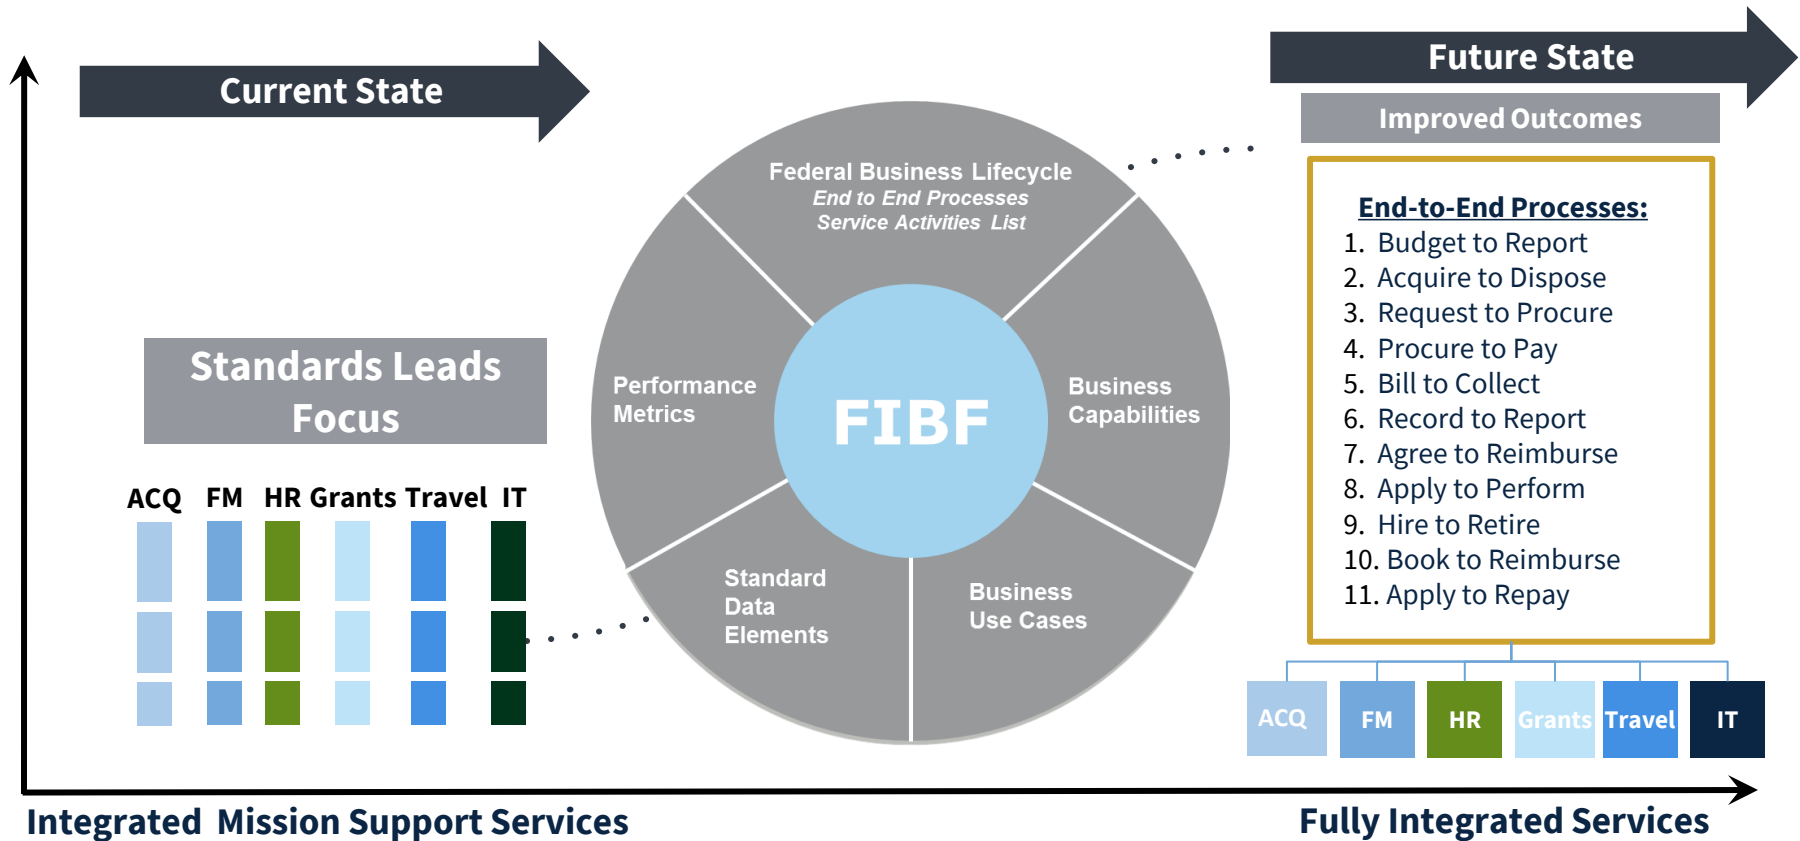 Current State
Future State
Improved Outcomes
Federal Business Lifecycle
End to End Processes
Service Activities List
Performance
Metrics
FIBF
Business
Capabilities
Standard
Data
Elements
Business
Use Cases
Standards Leads
Focus
ACQ FM HR Grants Travel IT
End-to-End Processes:
1. Budget to Report
2. Acquire to Dispose
3. Request to Procure
4. Procure to Pay
5. Bill to Collect
6. Record to Report
7. Agree to Reimburse
8. Apply to Perform
9. Hire to Retire
10. Book to Reimburse
11. Apply to Repay
ACQ FM HR Grants Travel IT
Integrated Mission Support Services
Fully Integrated Services